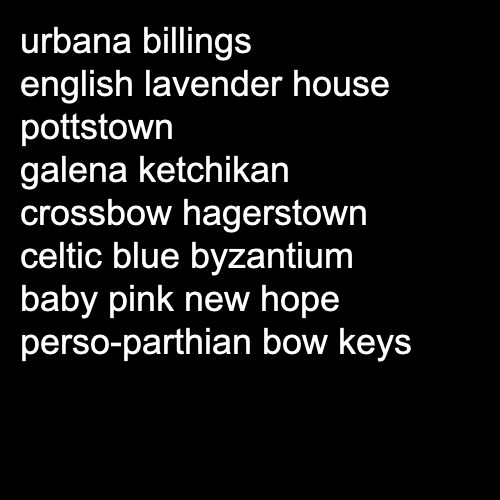 urbana billings
english lavender house
pottstown
galena ketchikan
crossbow hagerstown
celtic blue byzantium
baby pink new hope
perso-parthian bow keys